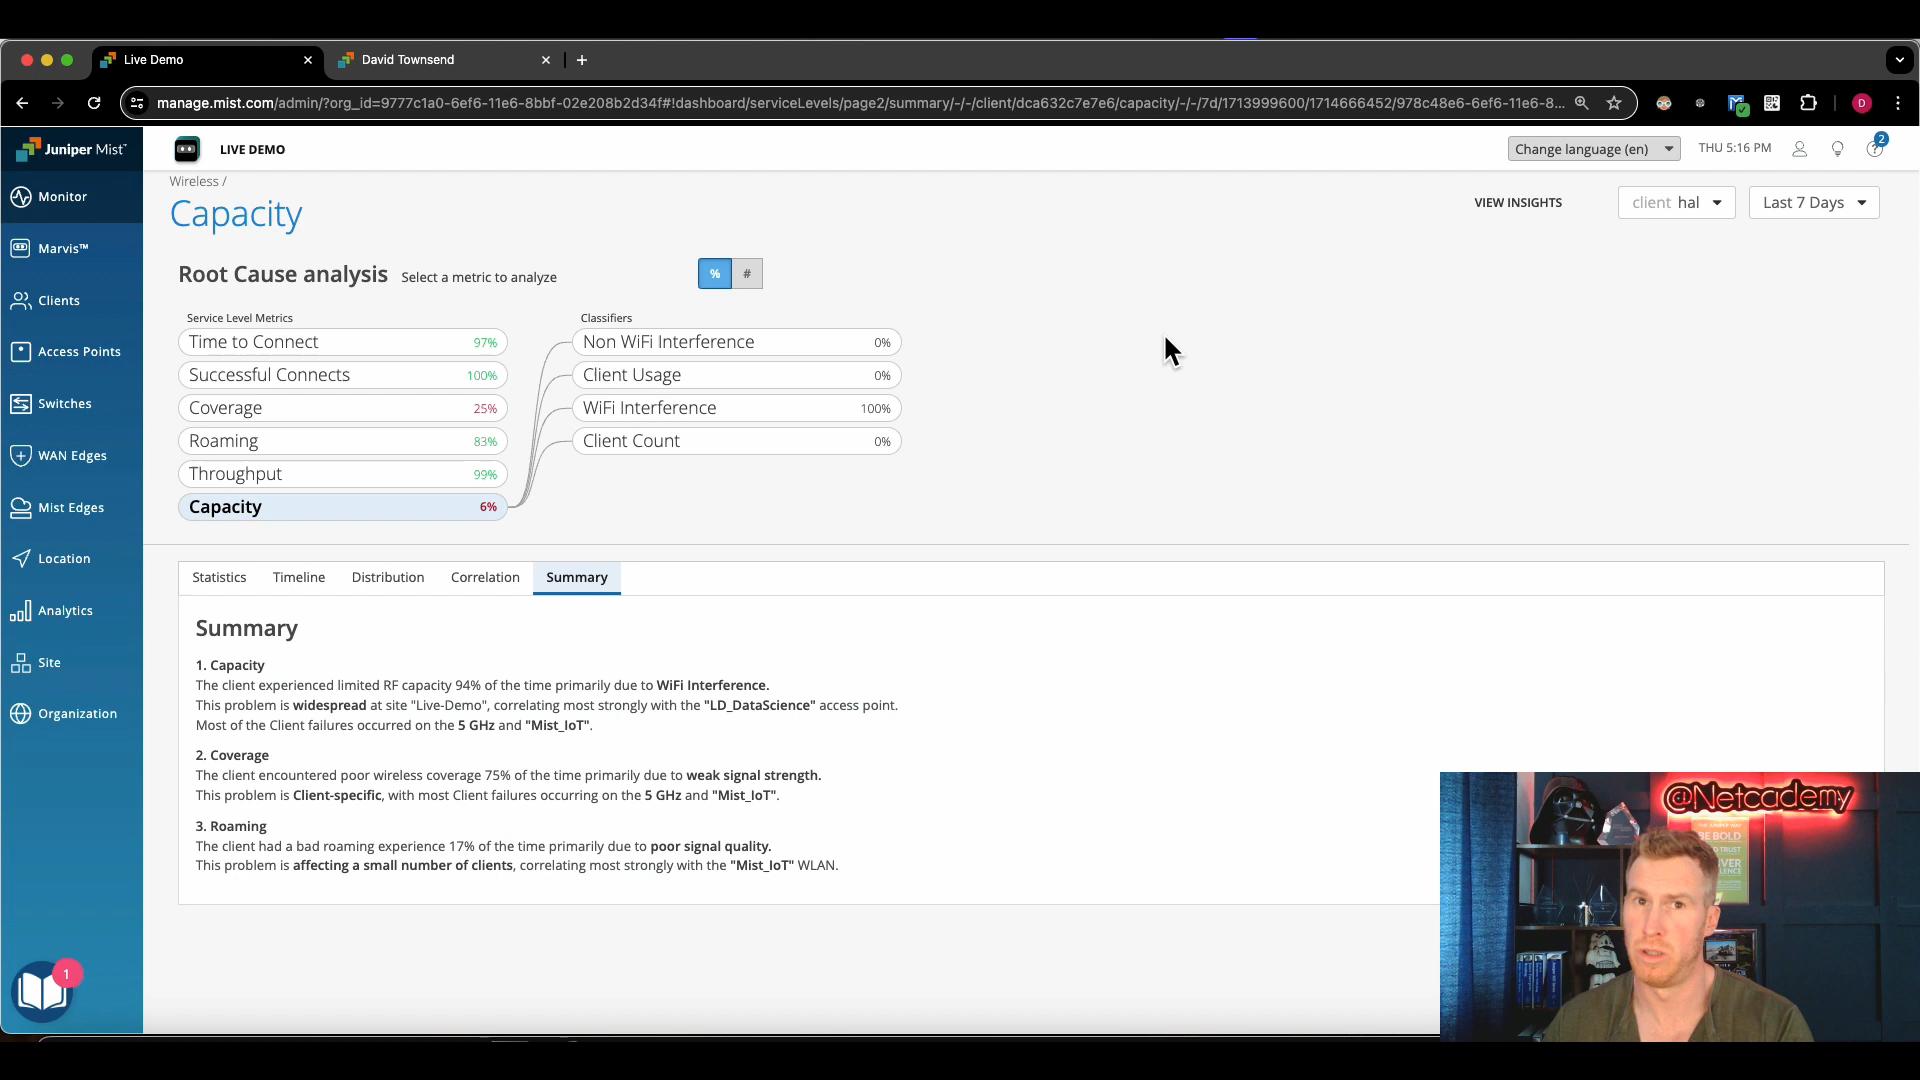 Live Demo
David Townsend
manage.mist.com/admin/?org_id=9777c1a0-6ef6-11e6-8bbf-02e208b2d34f#!dashboard/serviceLevels/page2/summary/-/-/client/dca632c7e7e6/capacity/-/-/7d/1713999600/1714666452/978c48e6-6ef6-11e6-8...
D
Juniper Mist™
LIVE DEMO
Change language (en)
THU 5:16 PM
2
Monitor
Marvis™
Clients
Access Points
Switches
WAN Edges
Mist Edges
Location
Analytics
Site
Organization
1
Wireless /
Capacity
VIEW INSIGHTS
client hal
Last 7 Days
Root Cause analysis Select a metric to analyze
% #
Service Level Metrics
Time to Connect 97%
Successful Connects 100%
Coverage 25%
Roaming 83%
Throughput 99%
Capacity 6%
Classifiers
Non WiFi Interference 0%
Client Usage 0%
WiFi Interference 100%
Client Count 0%
Statistics Timeline Distribution Correlation Summary
Summary
1. Capacity
The client experienced limited RF capacity 94% of the time primarily due to WiFi Interference.
This problem is widespread at site "Live-Demo", correlating most strongly with the "LD_DataScience" access point.
Most of the Client failures occurred on the 5 GHz and "Mist_IoT".
2. Coverage
The client encountered poor wireless coverage 75% of the time primarily due to weak signal strength.
This problem is Client-specific, with most Client failures occurring on the 5 GHz and "Mist_IoT".
3. Roaming
The client had a bad roaming experience 17% of the time primarily due to poor signal quality.
This problem is affecting a small number of clients, correlating most strongly with the "Mist_IoT" WLAN.
@Netcademy
THE JUNIPER WAY
BE BOLD